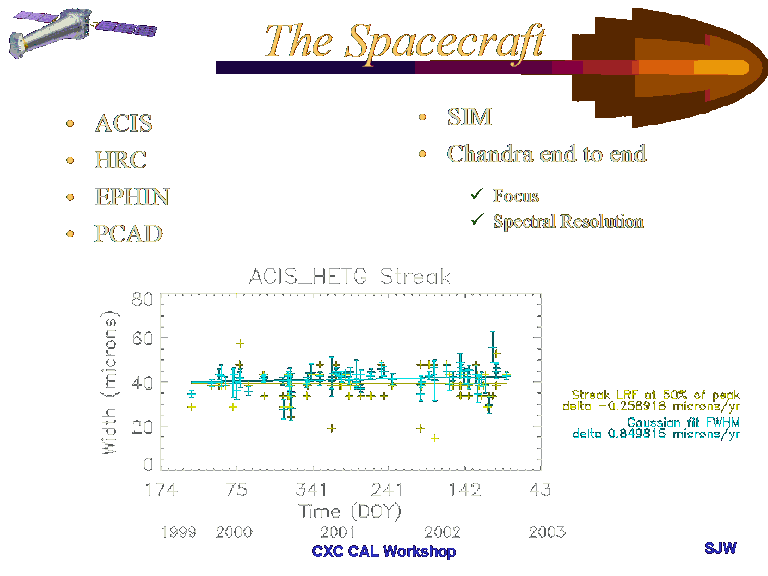 The Spacecraft
• ACIS
• HRC
• EPHIN
• PCAD
• SIM
• Chandra end to end
✓ Focus
✓ Spectral Resolution
ACIS_HETG Streak
Width (microns)
80
60
40
20
0
174 75 341 241 142 43
Time (DOY)
1999 2000 2001 2002 2003
Streak LRF at 50% of peak
delta -0.258918 microns/yr
Gaussian fit FWHM
delta 0.849815 microns/yr
CXC CAL Workshop
SJW